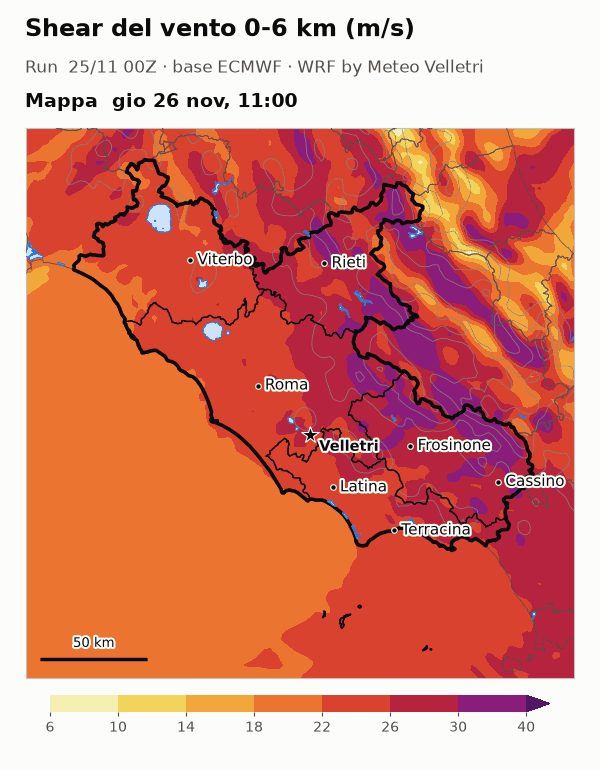 Shear del vento 0-6 km (m/s)
Run  25/11 00Z · base ECMWF · WRF by Meteo Velletri
Mappa  gio 26 nov, 11:00
Viterbo
Rieti
Roma
Velletri
Frosinone
Cassino
Latina
Terracina
50 km
6 10 14 18 22 26 30 40